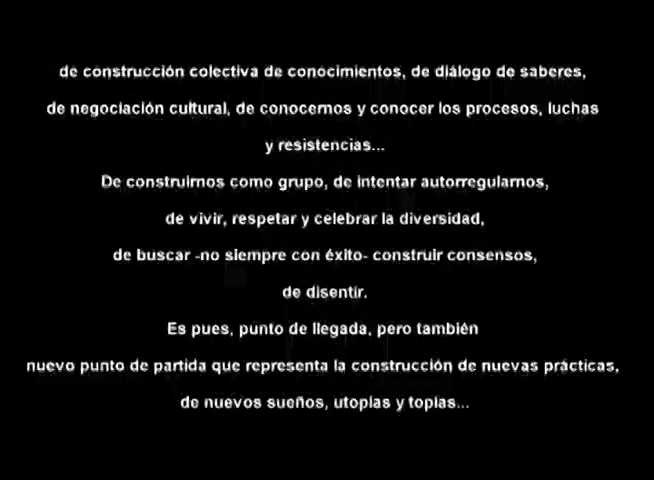 de construcción colectiva de conocimientos, de diálogo de saberes,
de negociación cultural, de conocernos y conocer los procesos, luchas
y resistencias...
De construirnos como grupo, de intentar autorregularnos,
de vivir, respetar y celebrar la diversidad,
de buscar -no siempre con éxito- construir consensos,
de disentir.
Es pues, punto de llegada, pero también
nuevo punto de partida que representa la construcción de nuevas prácticas,
de nuevos sueños, utopías y topías...